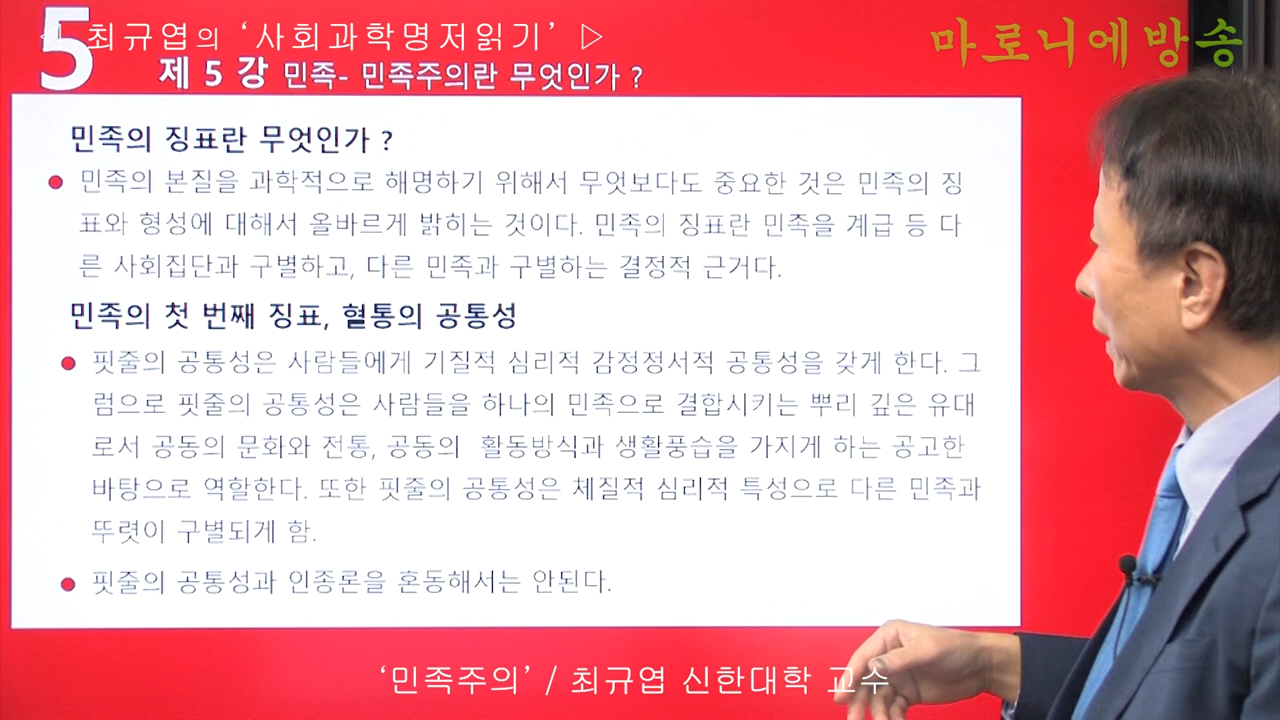 5 최규엽의 ‘사회과학명저읽기’ ▷
마로니에방송
제 5 강 민족- 민족주의란 무엇인가 ?
민족의 징표란 무엇인가 ?
● 민족의 본질을 과학적으로 해명하기 위해서 무엇보다도 중요한 것은 민족의 징
표와 형성에 대해서 올바르게 밝히는 것이다. 민족의 징표란 민족을 계급 등 다
른 사회집단과 구별하고, 다른 민족과 구별하는 결정적 근거다.
민족의 첫 번째 징표, 혈통의 공통성
● 핏줄의 공통성은 사람들에게 기질적 심리적 감정정서적 공통성을 갖게 한다. 그
럼으로 핏줄의 공통성은 사람들을 하나의 민족으로 결합시키는 뿌리 깊은 유대
로서 공동의 문화와 전통, 공동의 활동방식과 생활풍습을 가지게 하는 공고한
바탕으로 역할한다. 또한 핏줄의 공통성은 체질적 심리적 특성으로 다른 민족과
뚜렷이 구별되게 함.
● 핏줄의 공통성과 인종론을 혼동해서는 안된다.
‘민족주의’ / 최규엽 신한대학 교수